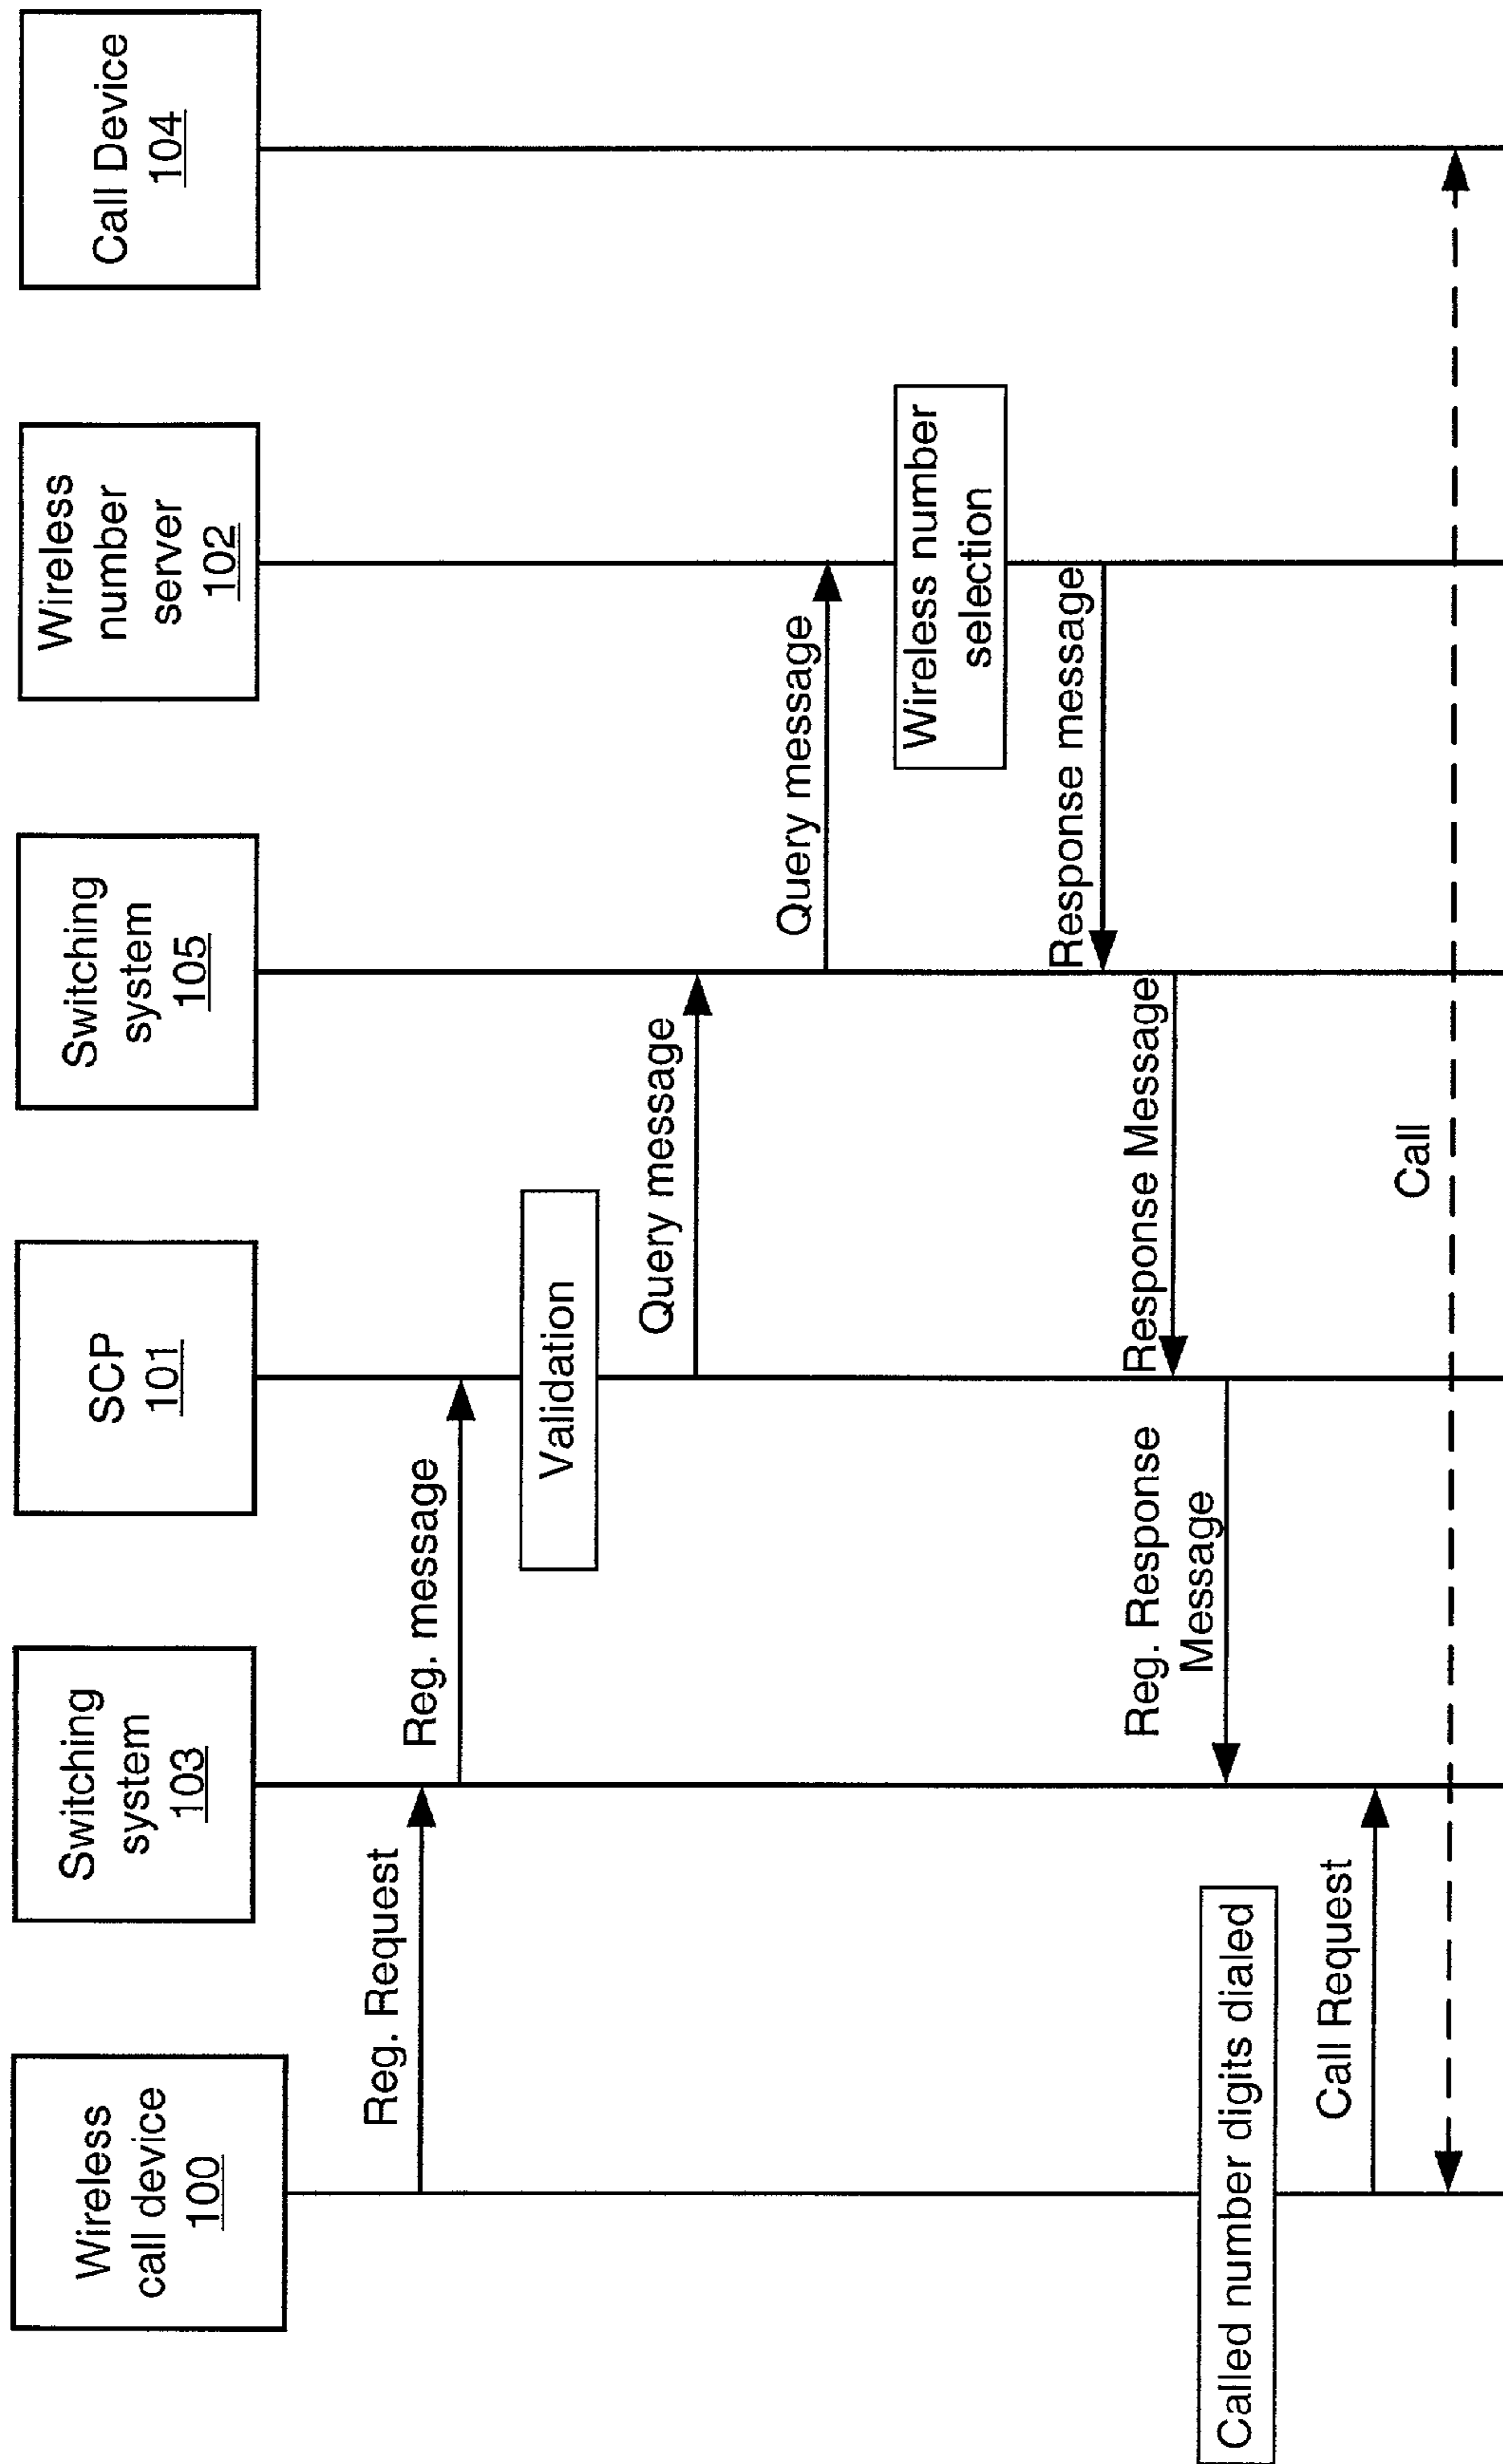 Wireless
call device
100
Switching
system
103
SCP
101
Switching
system
105
Wireless
number
server
102
Call Device
104
Reg. Request
Reg. message
Validation
Query message
Query message
Wireless number
selection
Response message
Response Message
Reg. Response
Message
Called number digits dialed
Call Request
Call